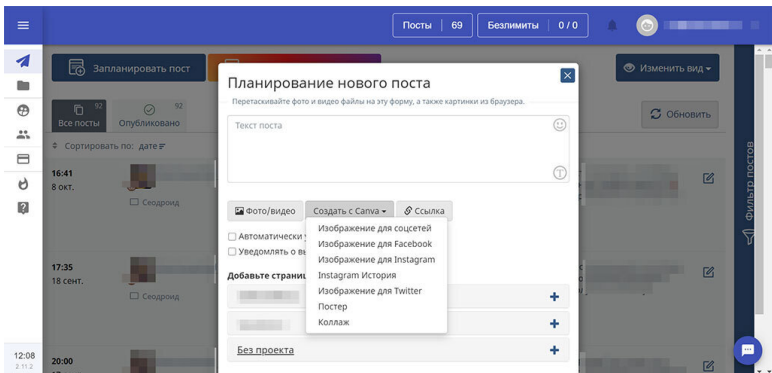 Посты 69 Безлимиты 0 / 0
Запланировать пост
Изменить вид
Планирование нового поста
Перетаскивайте фото и видео файлы на эту форму, а также картинки из браузера.
Все посты 92
Опубликовано 92
Обновить
Текст поста
Сортировать по: дате
16:41
8 окт.
Сеодроид
Фото/видео Создать с Canva Ссылка
Изображение для соцсетей
Изображение для Facebook
Изображение для Instagram
Instagram История
Изображение для Twitter
Постер
Коллаж
Автоматически
Уведомлять о
Добавьте
17:35
18 сент.
Сеодроид
Без проекта
Фильтр постов
12:08
2 11.2
20:00